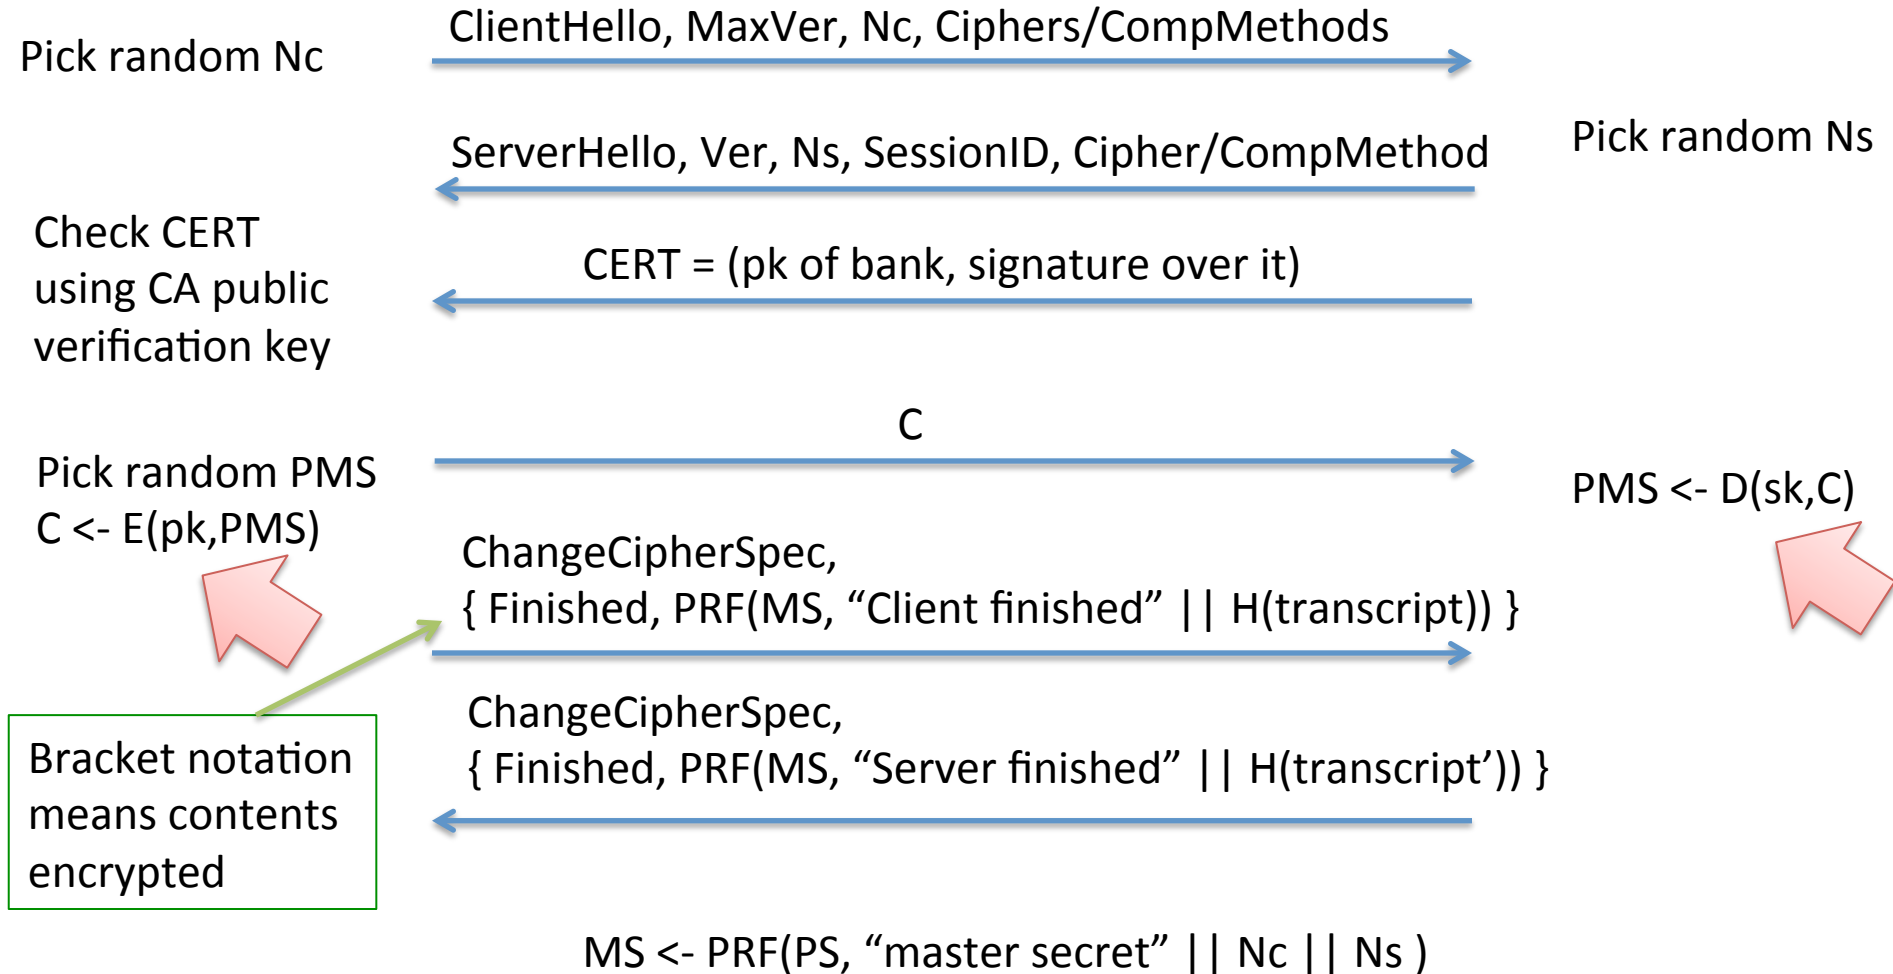 ClientHello, MaxVer, Nc, Ciphers/CompMethods
Pick random Nc
Pick random Ns
ServerHello, Ver, Ns, SessionID, Cipher/CompMethod
Check CERT
using CA public
verification key
CERT = (pk of bank, signature over it)
C
Pick random PMS
C <- E(pk,PMS)
PMS <- D(sk,C)
ChangeCipherSpec,
{ Finished, PRF(MS, “Client finished” || H(transcript)) }
ChangeCipherSpec,
{ Finished, PRF(MS, “Server finished” || H(transcript’)) }
Bracket notation
means contents
encrypted
MS <- PRF(PS, “master secret” || Nc || Ns )